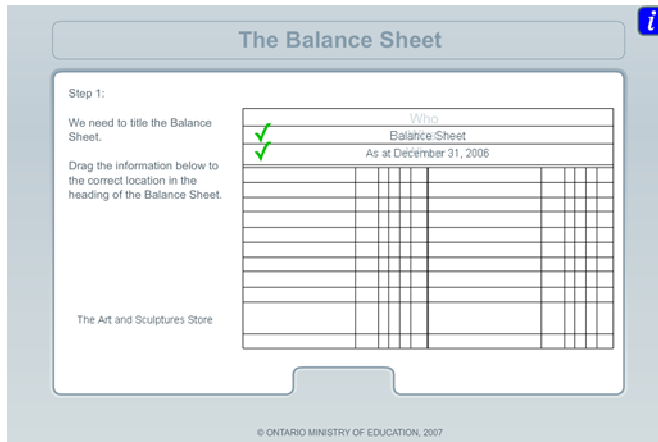 i
The Balance Sheet
Step 1:
We need to title the Balance
Sheet.
Drag the information below to
the correct location in the
heading of the Balance Sheet.
Who
Balance Sheet
As at December 31, 2006
The Art and Sculptures Store
© ONTARIO MINISTRY OF EDUCATION, 2007